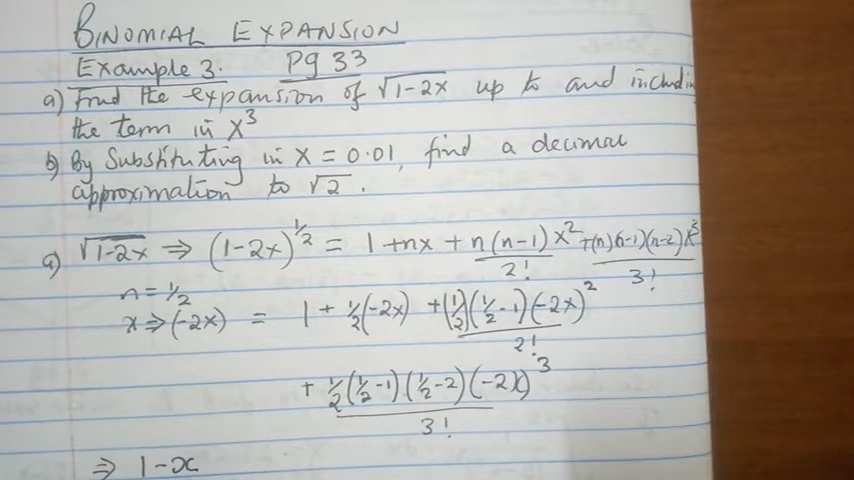 BINOMIAL EXPANSION
Example 3. Pg 33
a) Find the expansion of √1-2x up to and includin
the term in x³
b) By Substituting in x = 0.01, find a decimal
approximation to √2.
a) √1-2x ⇒ (1-2x)^½ = 1 + nx + n(n-1)x²/2! + (n)(n-1)(n-2)x³/3!
n = ½
x ⇒ (-2x) = 1 + ½(-2x) + (½)(½-1)(-2x)²/2!
+ ½(½-1)(½-2)(-2x)³/3!
⇒ 1-x